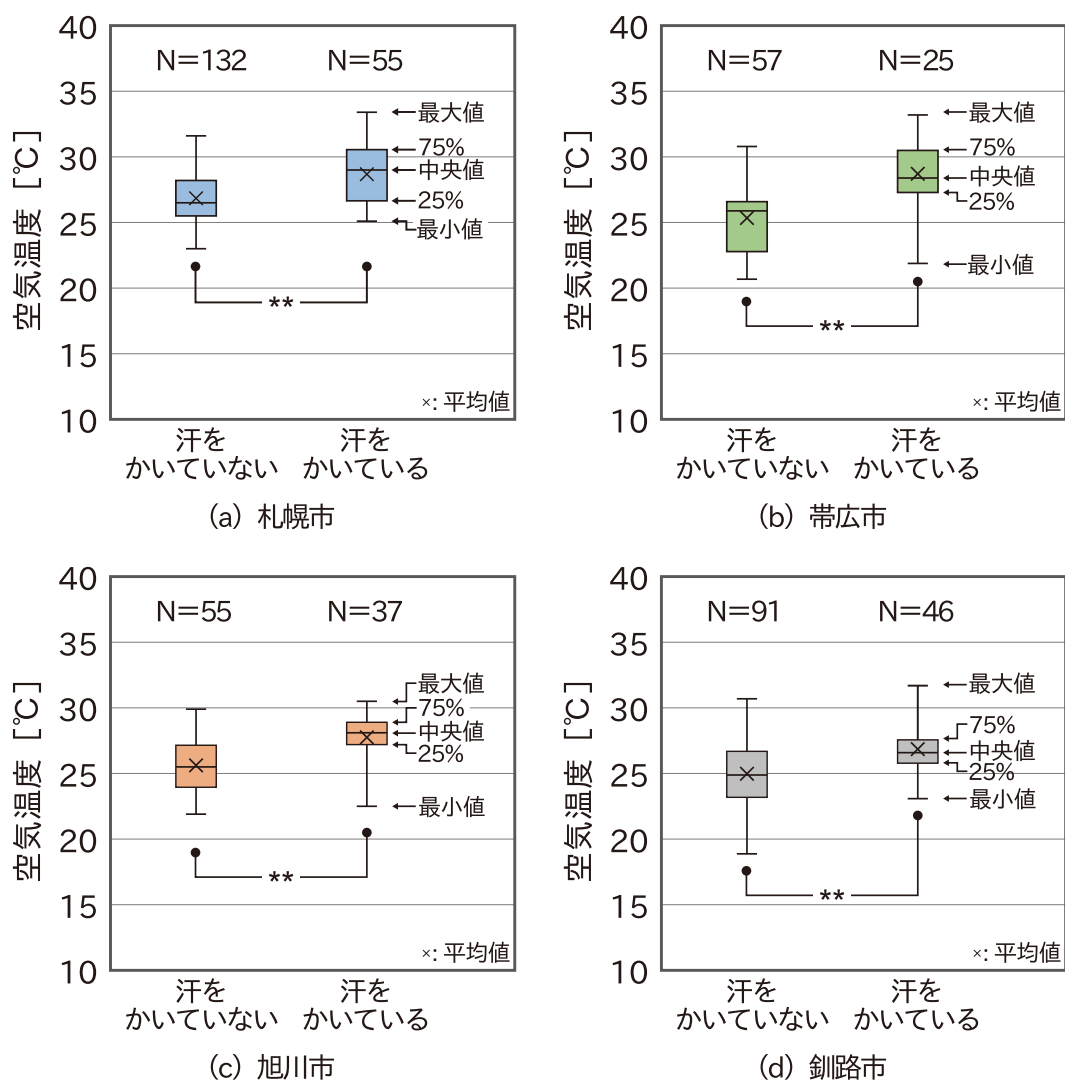 空気温度 [℃]
40
35
30
25
20
15
10
N=132
N=55
最大値
75%
中央値
25%
最小値
**
×: 平均値
汗を
かいていない
汗を
かいている
(a) 札幌市
空気温度 [℃]
40
35
30
25
20
15
10
N=57
N=25
最大値
75%
中央値
25%
最小値
**
×: 平均値
汗を
かいていない
汗を
かいている
(b) 帯広市
空気温度 [℃]
40
35
30
25
20
15
10
N=55
N=37
最大値
75%
中央値
25%
最小値
**
×: 平均値
汗を
かいていない
汗を
かいている
(c) 旭川市
空気温度 [℃]
40
35
30
25
20
15
10
N=91
N=46
最大値
75%
中央値
25%
最小値
**
×: 平均値
汗を
かいていない
汗を
かいている
(d) 釧路市